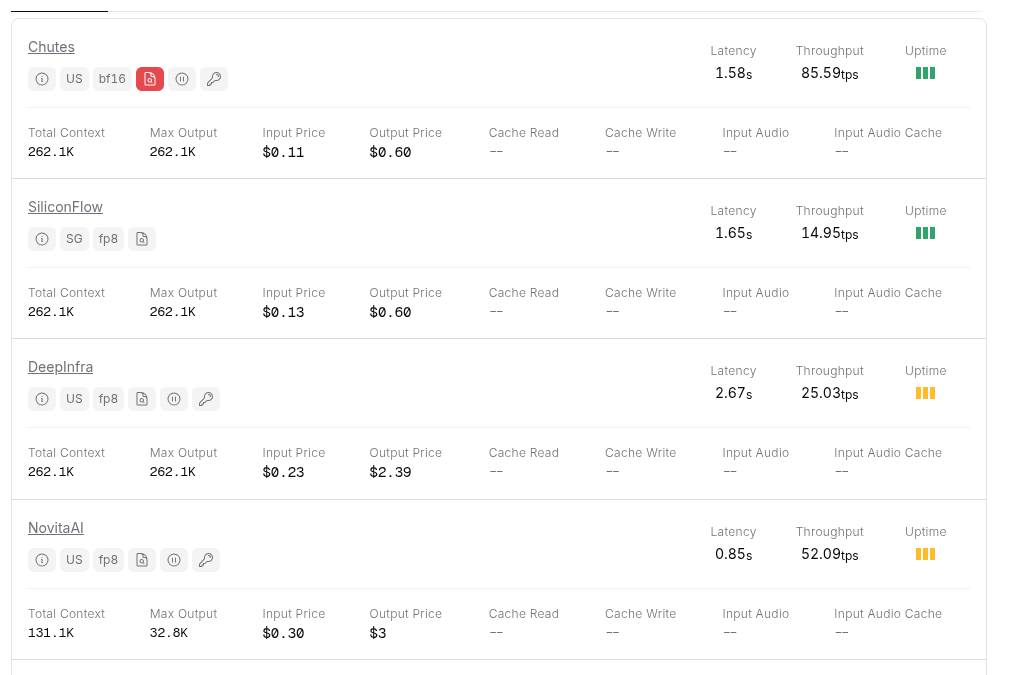 Chutes
Latency Throughput Uptime
US bf16
1.58s 85.59tps
Total Context Max Output Input Price Output Price Cache Read Cache Write Input Audio Input Audio Cache
262.1K 262.1K $0.11 $0.60 -- -- -- --
SiliconFlow
Latency Throughput Uptime
SG fp8
1.65s 14.95tps
Total Context Max Output Input Price Output Price Cache Read Cache Write Input Audio Input Audio Cache
262.1K 262.1K $0.13 $0.60 -- -- -- --
DeepInfra
Latency Throughput Uptime
US fp8
2.67s 25.03tps
Total Context Max Output Input Price Output Price Cache Read Cache Write Input Audio Input Audio Cache
262.1K 262.1K $0.23 $2.39 -- -- -- --
NovitaAI
Latency Throughput Uptime
US fp8
0.85s 52.09tps
Total Context Max Output Input Price Output Price Cache Read Cache Write Input Audio Input Audio Cache
131.1K 32.8K $0.30 $3 -- -- -- --